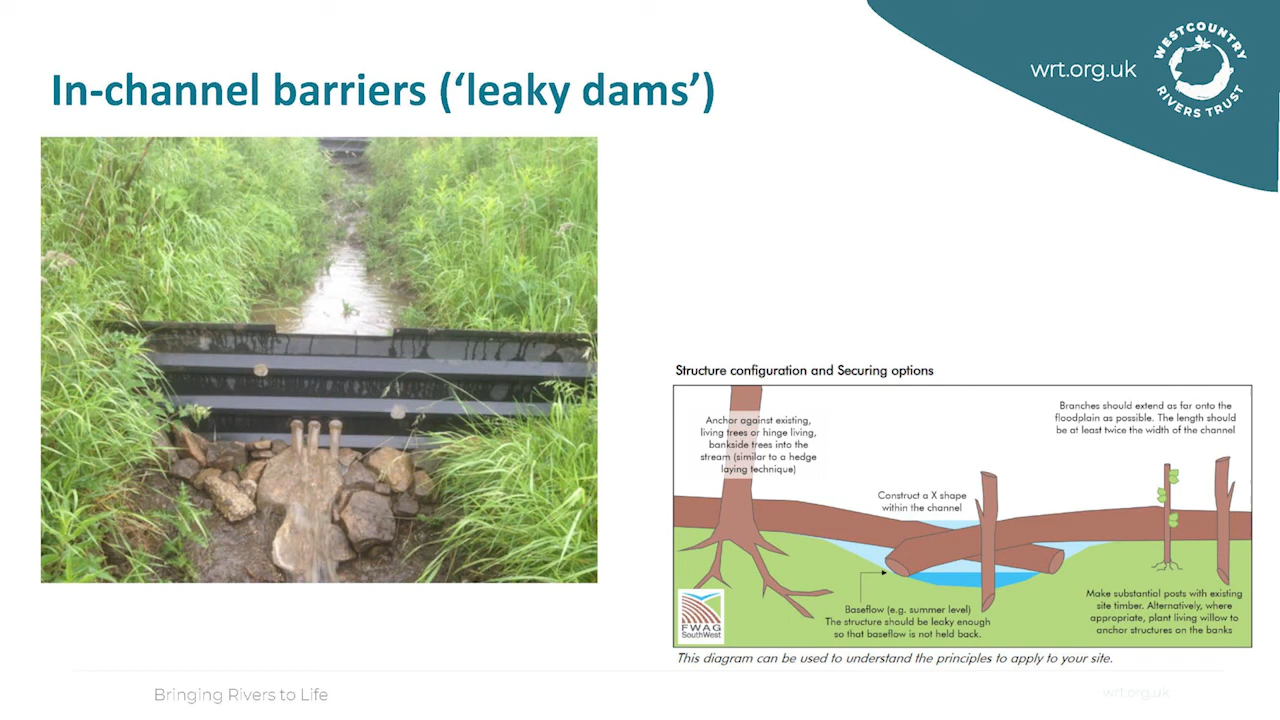 In-channel barriers (‘leaky dams’)
wrt.org.uk
WESTCOUNTRY
RIVERS TRUST
Structure configuration and Securing options
Anchor against existing,
living trees or hinge living,
bankside trees into the
stream (similar to a hedge
laying technique)
Branches should extend as far onto the
floodplain as possible. The length should
be at least twice the width of the channel
Construct a X shape
within the channel
Baseflow (e.g. summer level)
The structure should be leaky enough
so that baseflow is not held back.
Make substantial posts with existing
site timber. Alternatively, where
appropriate, plant living willow to
anchor structures on the banks
FWAG
SouthWest
This diagram can be used to understand the principles to apply to your site.
Bringing Rivers to Life
wrt.org.uk